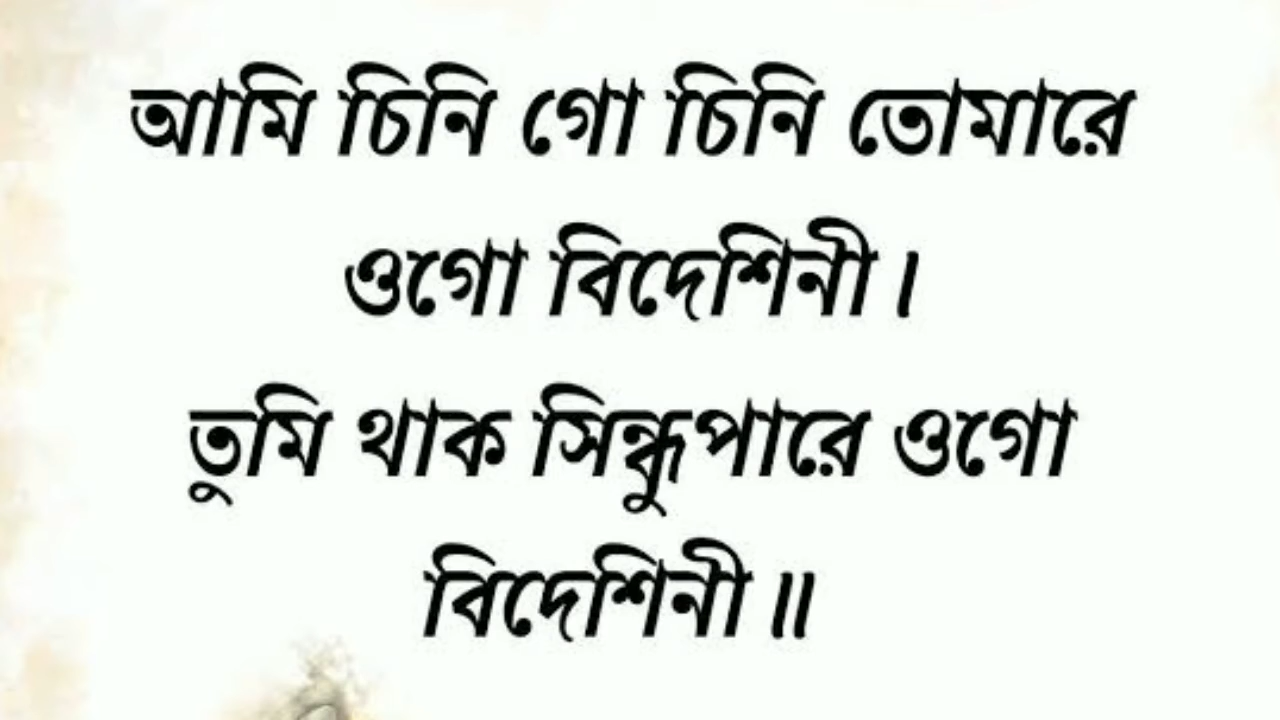 আমি চিনি গো চিনি তোমারে
ওগো বিদেশিনী।
তুমি থাক সিন্ধুপারে ওগো
বিদেশিনী॥